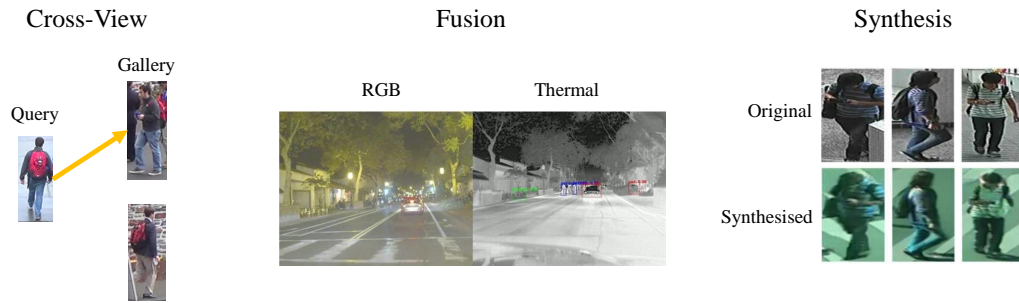 Cross-View
Fusion
Synthesis
Gallery
Query
RGB
Thermal
Original
Synthesised